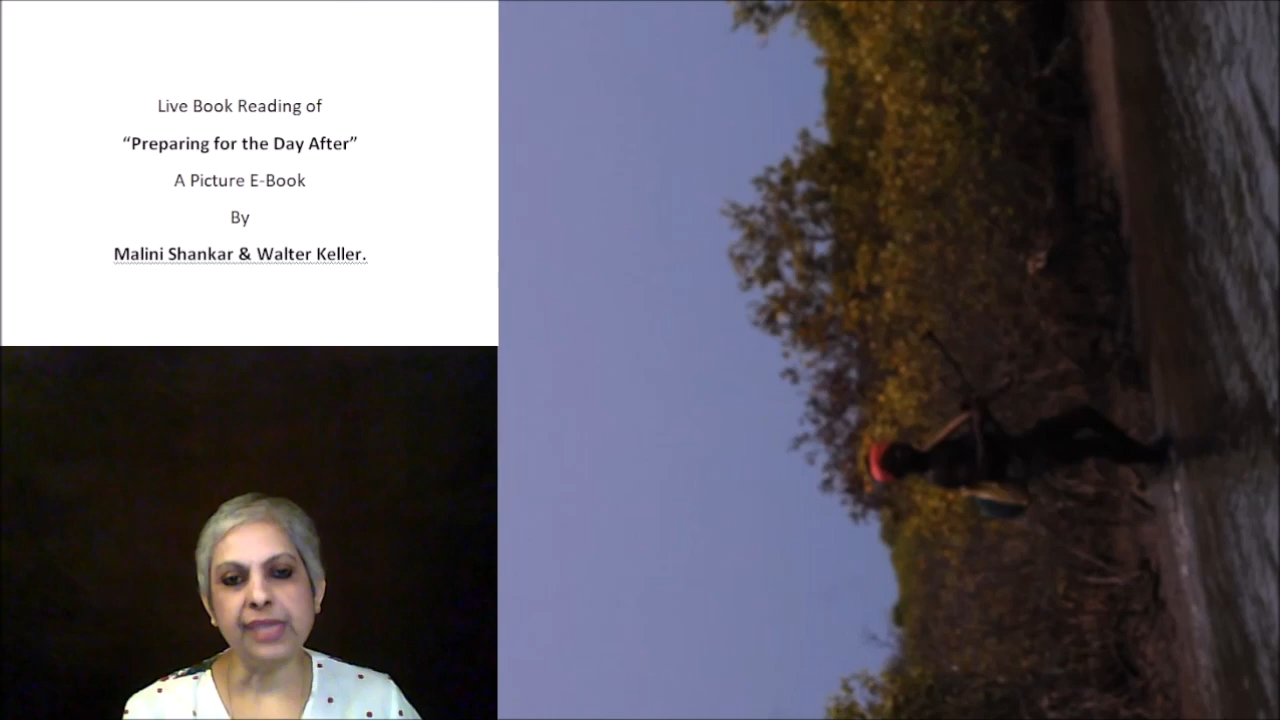 Live Book Reading of
“Preparing for the Day After”
A Picture E-Book
By
Malini Shankar & Walter Keller.